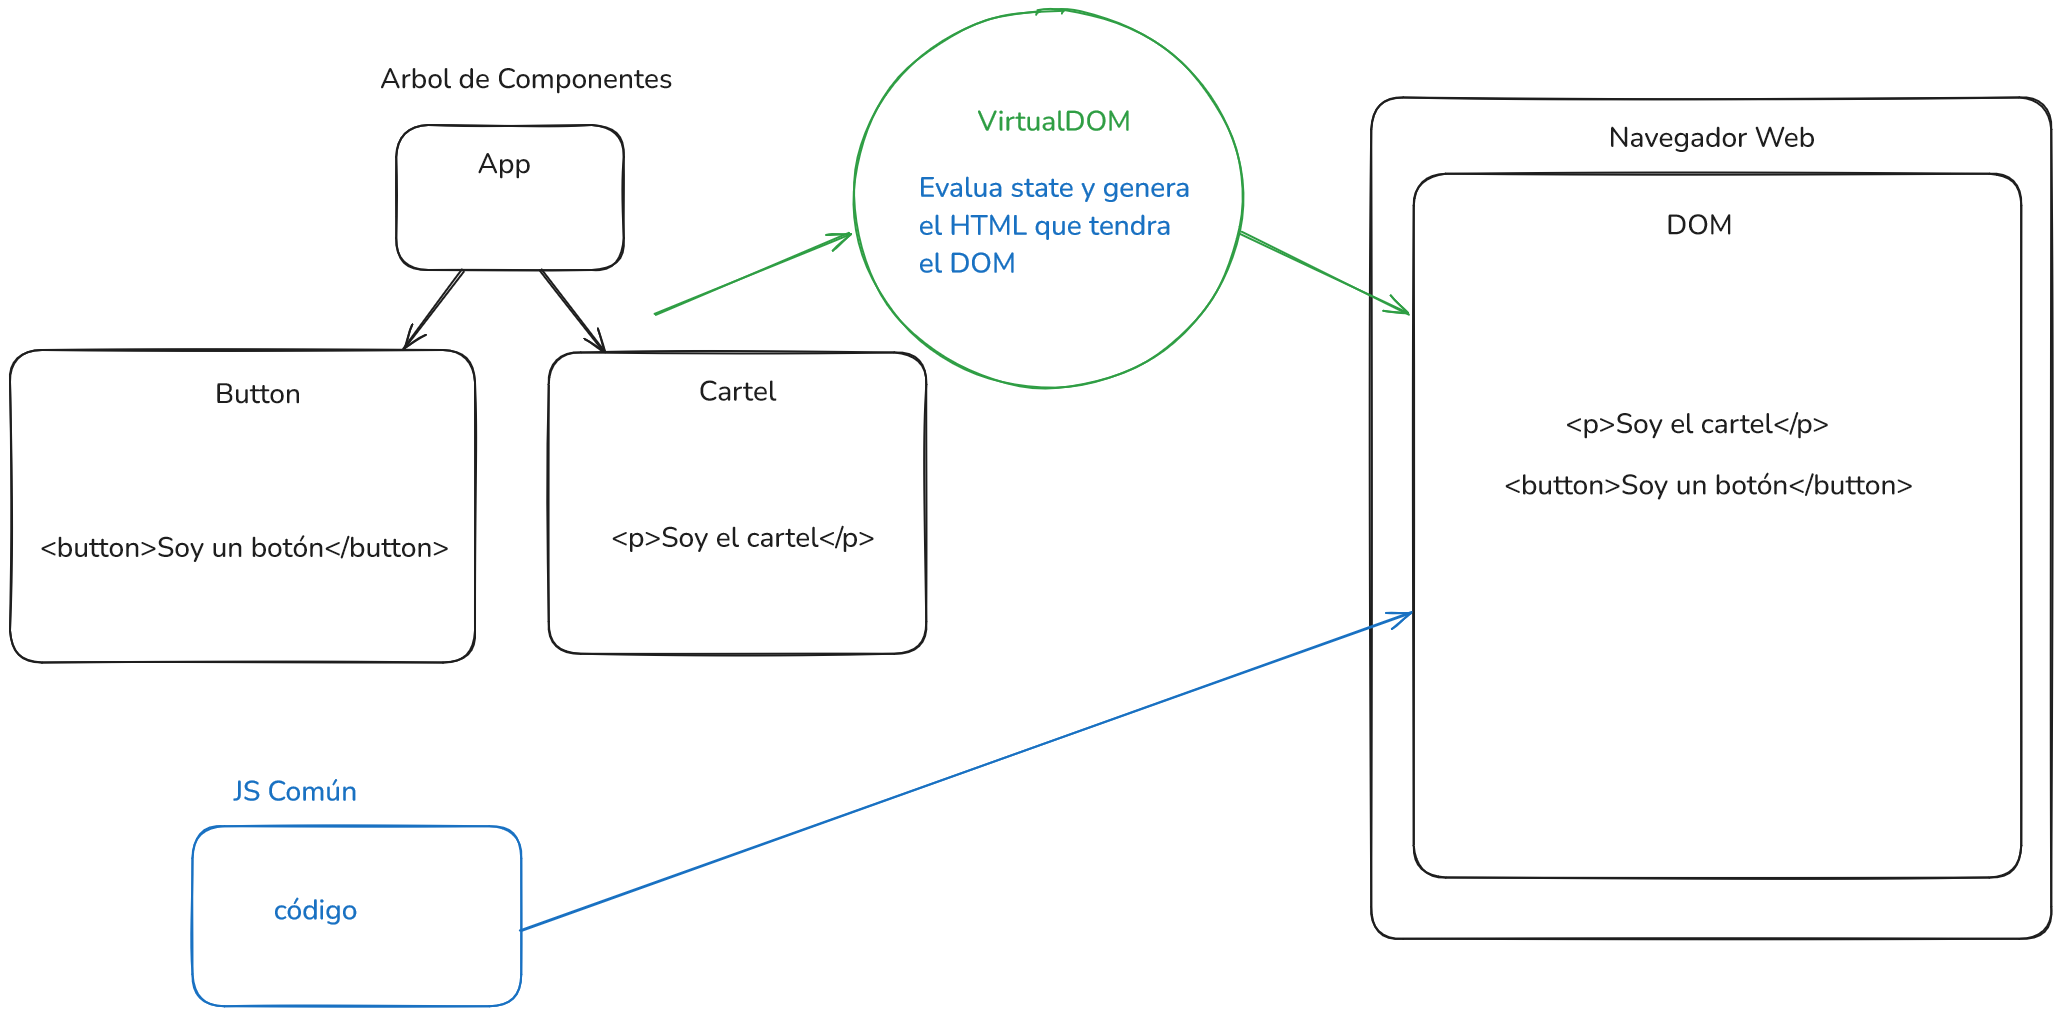 Arbol de Componentes
App
Button
<button>Soy un botón</button>
Cartel
<p>Soy el cartel</p>
VirtualDOM
Evalua state y genera
el HTML que tendra
el DOM
Navegador Web
DOM
<p>Soy el cartel</p>
<button>Soy un botón</button>
JS Común
código